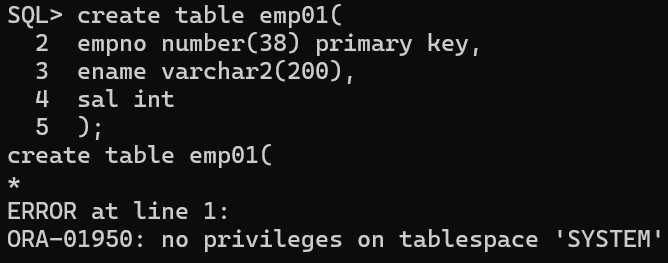 SQL> create table emp01(
  2  empno number(38) primary key,
  3  ename varchar2(200),
  4  sal int
  5  );
create table emp01(
*
ERROR at line 1:
ORA-01950: no privileges on tablespace 'SYSTEM'